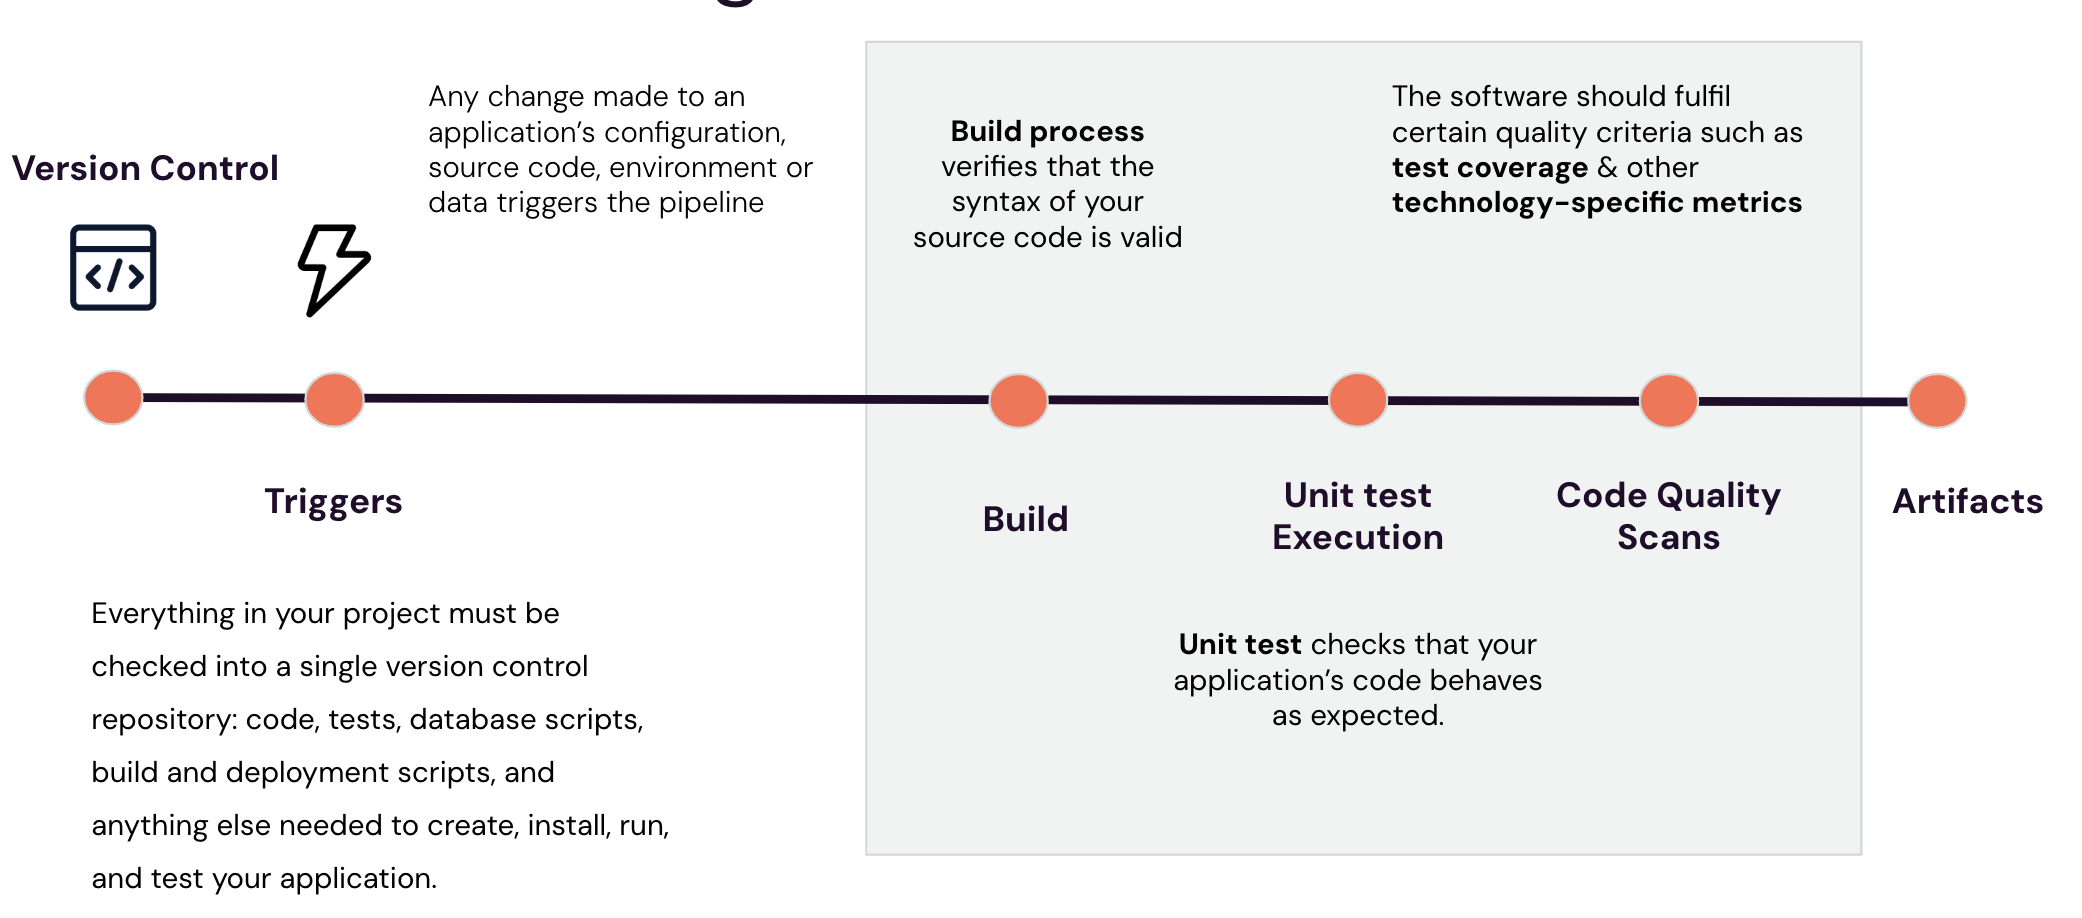 Version Control
Any change made to an
application’s configuration,
source code, environment or
data triggers the pipeline
Build process
verifies that the
syntax of your
source code is valid
The software should fulfil
certain quality criteria such as
test coverage & other
technology-specific metrics
</>
Triggers
Build
Unit test
Execution
Code Quality
Scans
Artifacts
Everything in your project must be
checked into a single version control
repository: code, tests, database scripts,
build and deployment scripts, and
anything else needed to create, install, run,
and test your application.
Unit test checks that your
application’s code behaves
as expected.